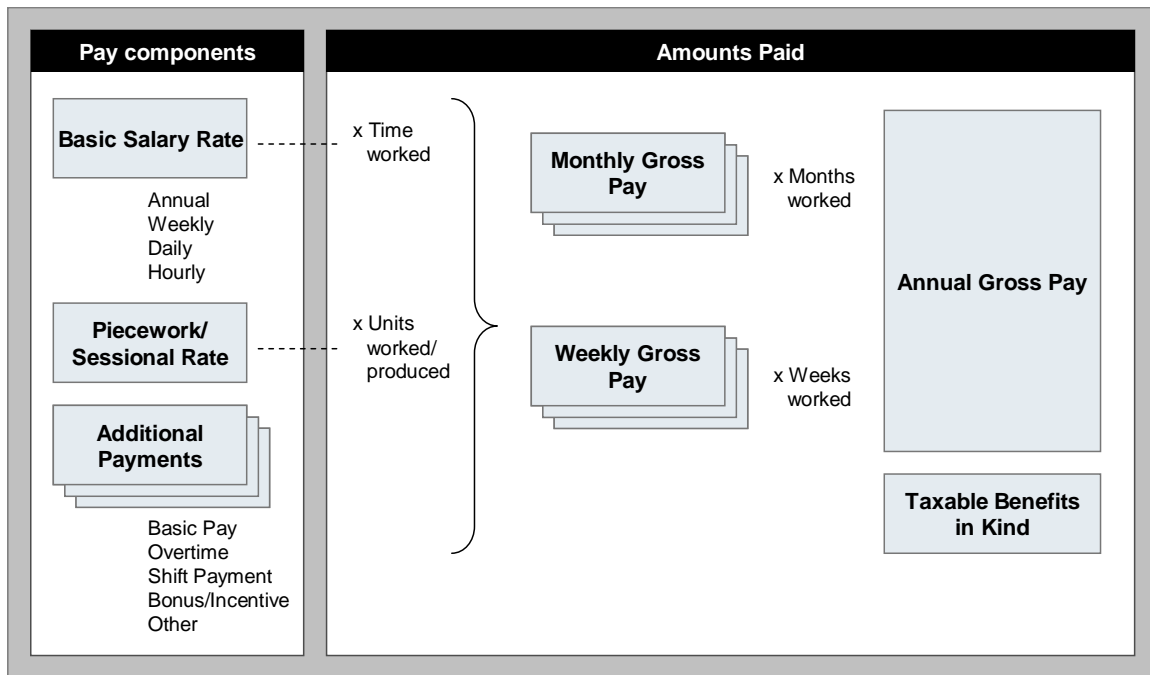 Pay components
Basic Salary Rate
Annual
Weekly
Daily
Hourly
Piecework/
Sessional Rate
Additional
Payments
Basic Pay
Overtime
Shift Payment
Bonus/Incentive
Other
Amounts Paid
x Time
worked
x Units
worked/
produced
Monthly Gross
Pay
x Months
worked
Weekly Gross
Pay
x Weeks
worked
Annual Gross Pay
Taxable Benefits
in Kind